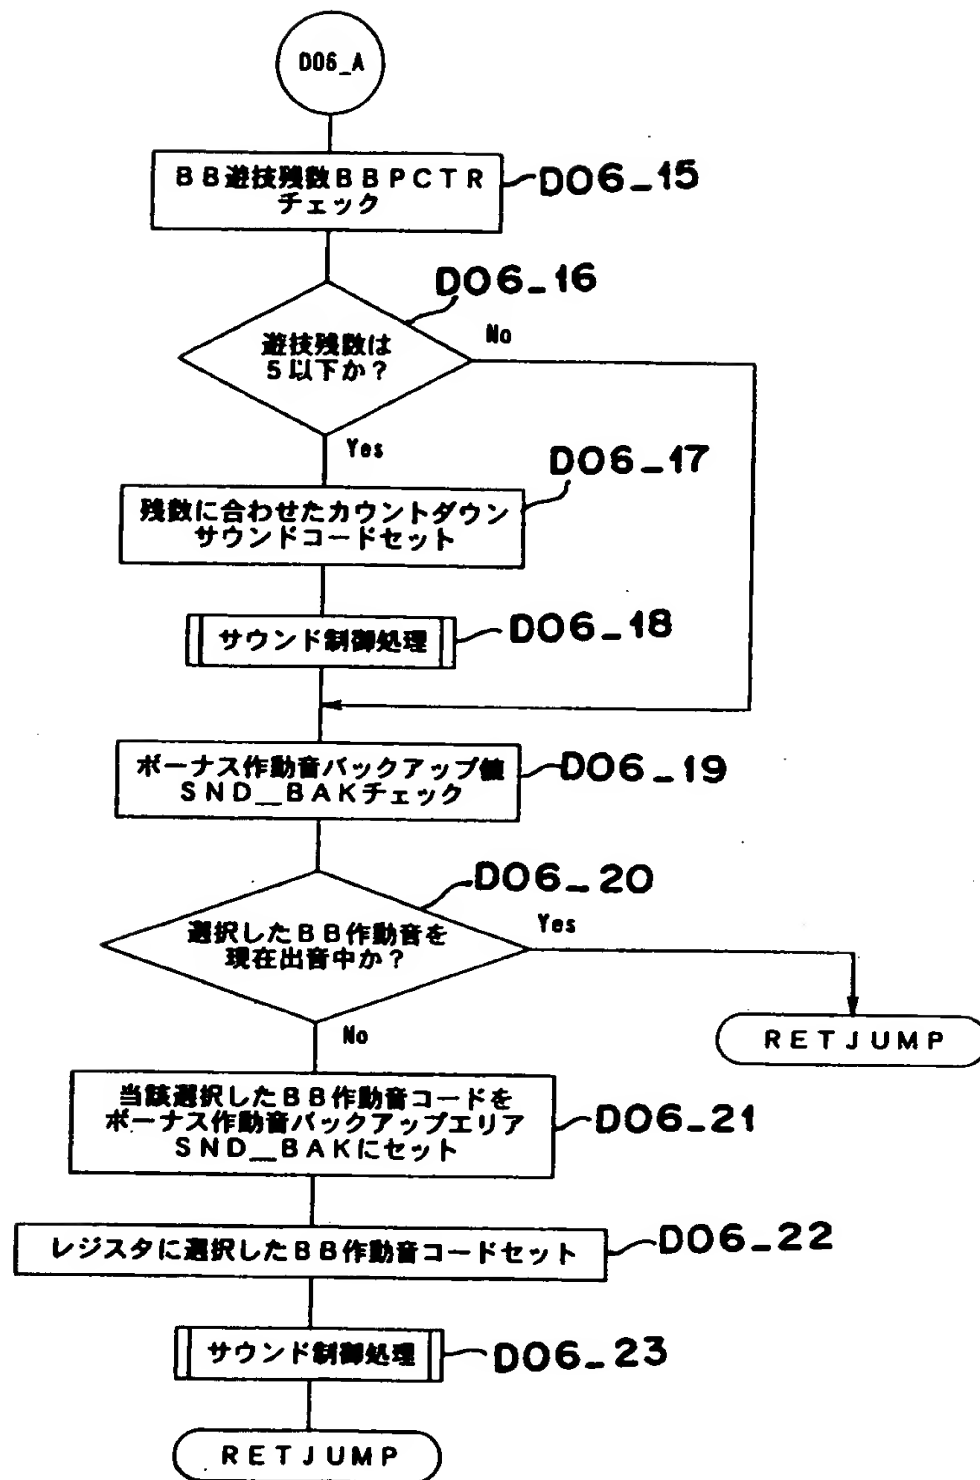 D06_A
BB遊技残数BBPCTR
チェック
D06_15
D06_16
遊技残数は
5以下か？
No
Yes
D06_17
残数に合わせたカウントダウン
サウンドコードセット
サウンド制御処理
D06_18
ボーナス作動音バックアップ値
SND__BAKチェック
D06_19
D06_20
選択したBB作動音を
現在出音中か？
Yes
No
RETJUMP
当該選択したBB作動音コードを
ボーナス作動音バックアップエリア
SND__BAKにセット
D06_21
レジスタに選択したBB作動音コードセット
D06_22
サウンド制御処理
D06_23
RETJUMP